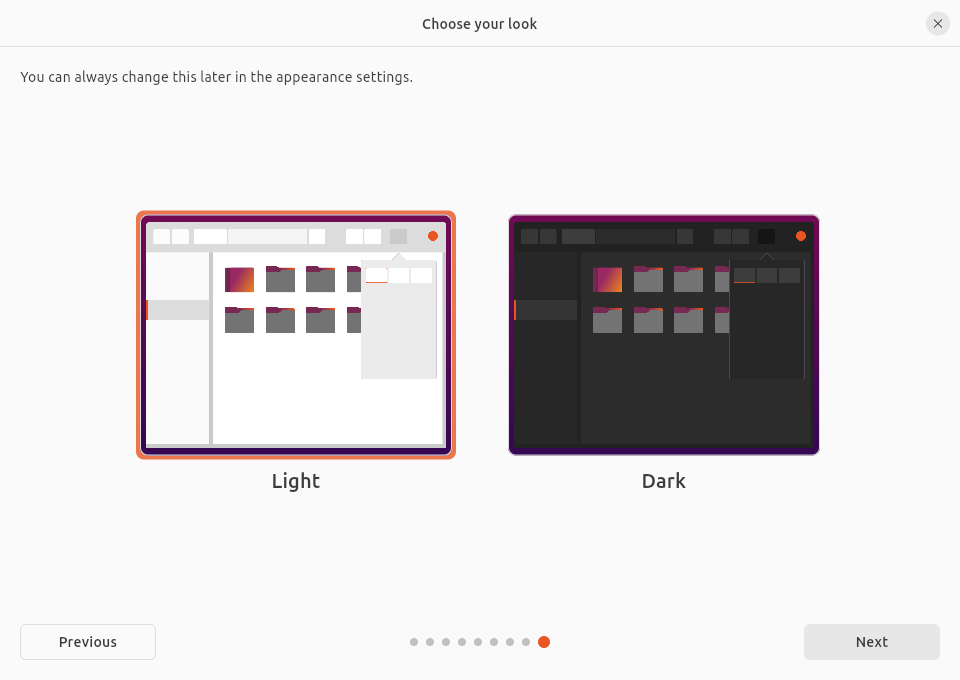 Choose your look
You can always change this later in the appearance settings.
Light
Dark
Previous
Next